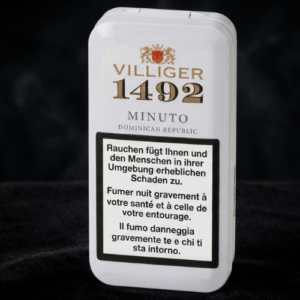 VILLIGER
1492
MINUTO
DOMINICAN REPUBLIC
Rauchen fügt Ihnen und
den Menschen in ihrer
Umgebung erheblichen
Schaden zu.
Fumer nuit gravement à
votre santé et à celle de
votre entourage.
Il fumo danneggia
gravemente te e chi ti
sta intorno.